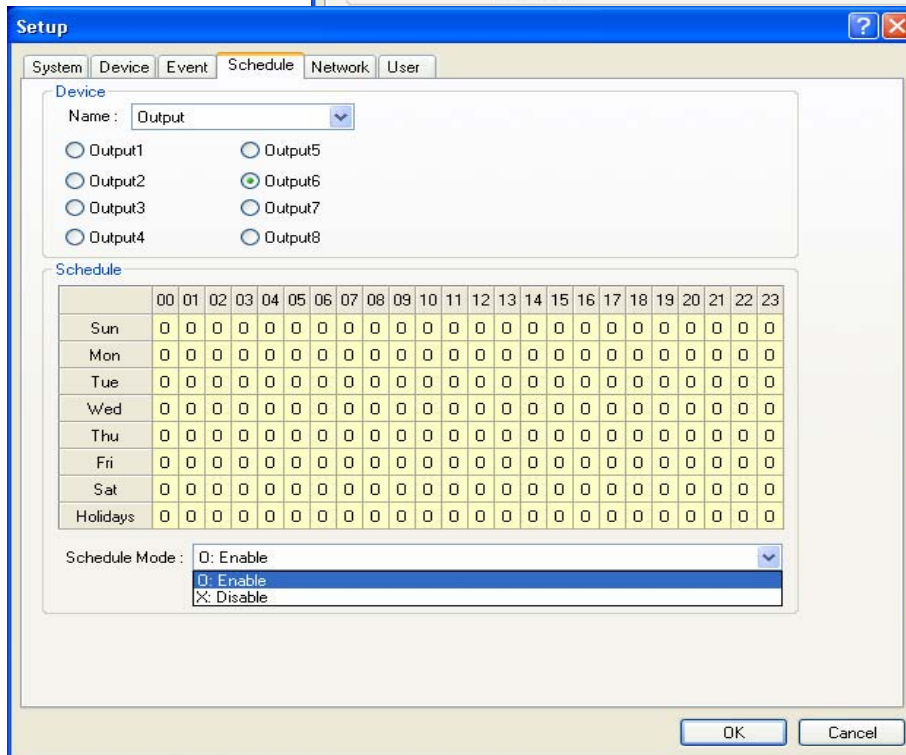 Setup
System Device Event Schedule Network User
Device
Name : Output
Output1 Output5
Output2 Output6
Output3 Output7
Output4 Output8
Schedule
00 01 02 03 04 05 06 07 08 09 10 11 12 13 14 15 16 17 18 19 20 21 22 23
Sun O O O O O O O O O O O O O O O O O O O O O O O O
Mon O O O O O O O O O O O O O O O O O O O O O O O O
Tue O O O O O O O O O O O O O O O O O O O O O O O O
Wed O O O O O O O O O O O O O O O O O O O O O O O O
Thu O O O O O O O O O O O O O O O O O O O O O O O O
Fri O O O O O O O O O O O O O O O O O O O O O O O O
Sat O O O O O O O O O O O O O O O O O O O O O O O O
Holidays O O O O O O O O O O O O O O O O O O O O O O O O
Schedule Mode : O: Enable
O: Enable
X: Disable
OK Cancel